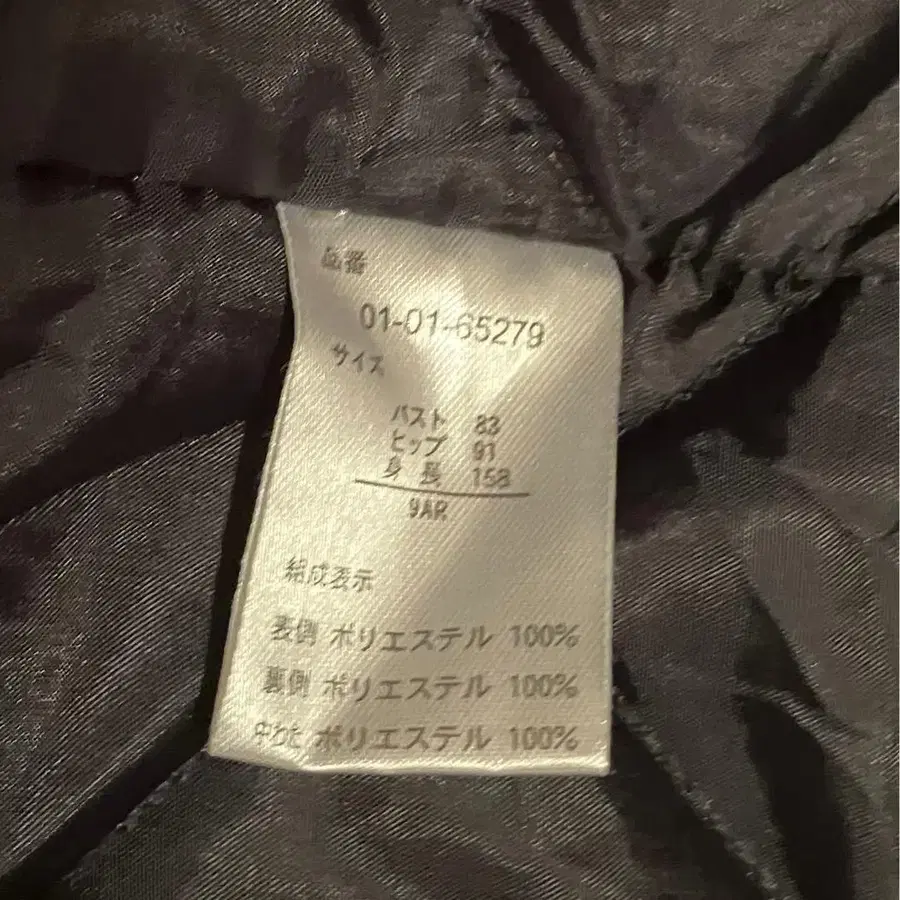 品番
01-01-65279
サイズ
バスト 83
ヒップ 91
身長 158
9AR
組成表示
表側 ポリエステル 100%
裏側 ポリエステル 100%
中わた ポリエステル 100%